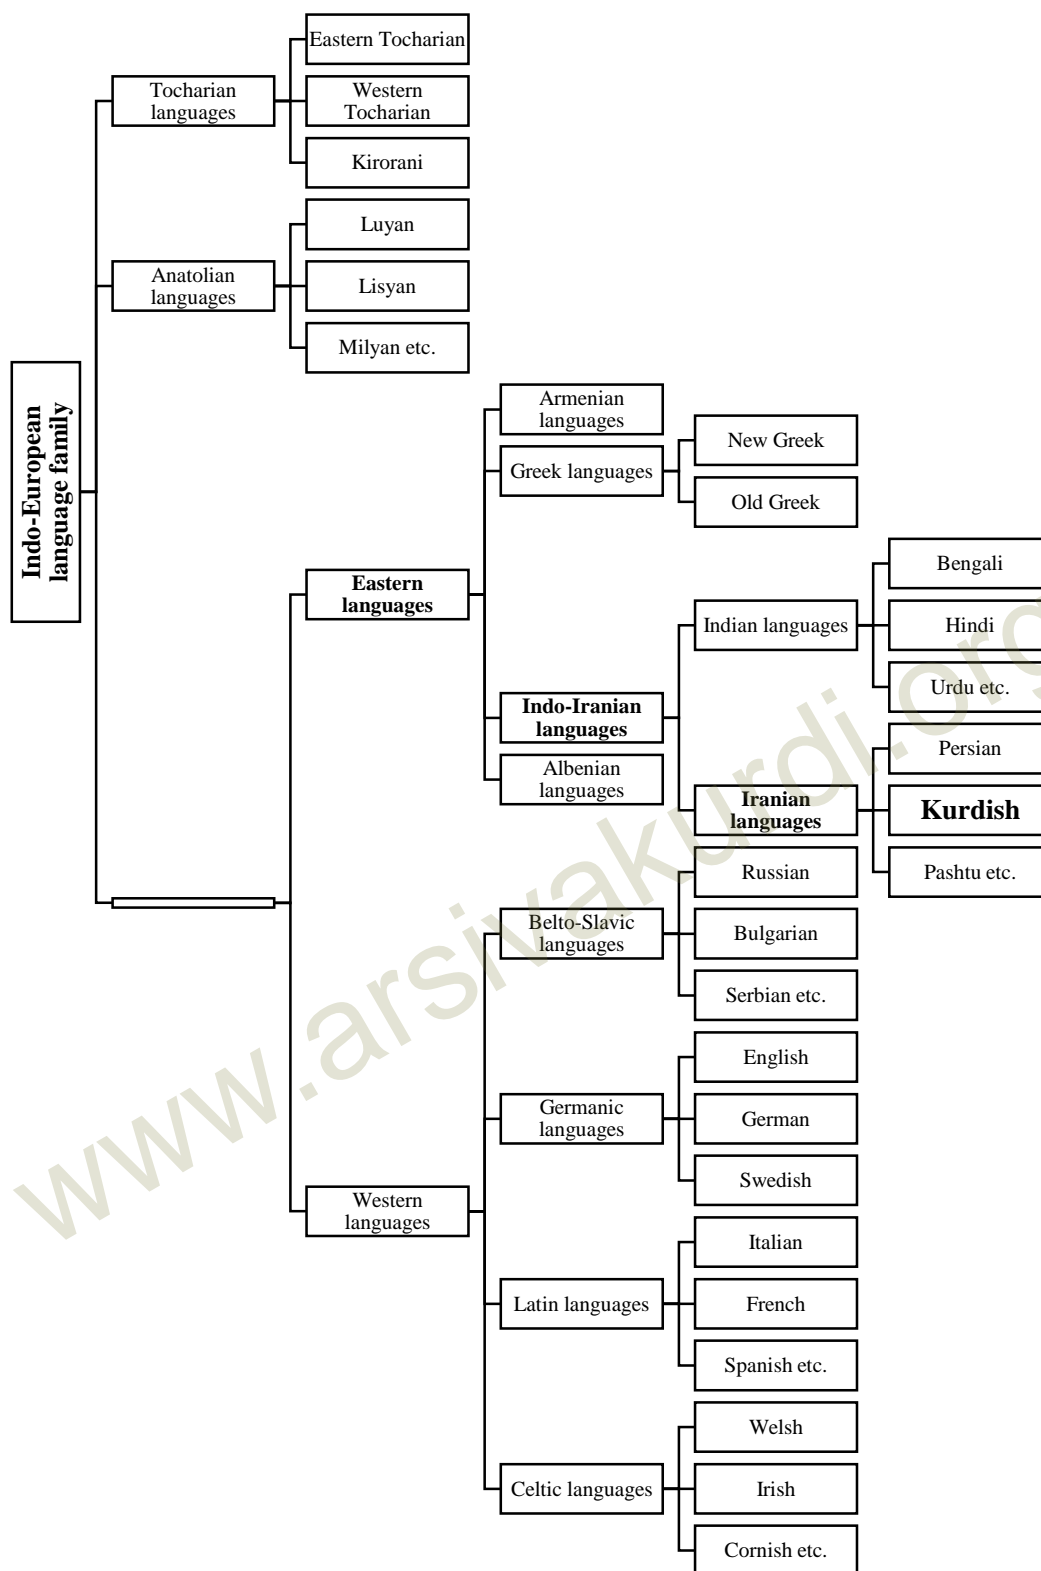 Eastern Tocharian
Tocharian
languages
Western
Tocharian
Kirorani
Luyan
Anatolian
languages
Lisyan
Milyan etc.
Indo-European
language family
Armenian
languages
New Greek
Greek languages
Old Greek
Eastern
languages
Bengali
Indian languages
Hindi
Urdu etc.
Indo-Iranian
languages
Persian
Albenian
languages
Iranian
languages
Kurdish
Pashtu etc.
Russian
Belto-Slavic
languages
Bulgarian
Serbian etc.
English
Germanic
languages
German
Swedish
Western
languages
Italian
Latin languages
French
Spanish etc.
Welsh
Celtic languages
Irish
Cornish etc.
www.arsivakurdi.org